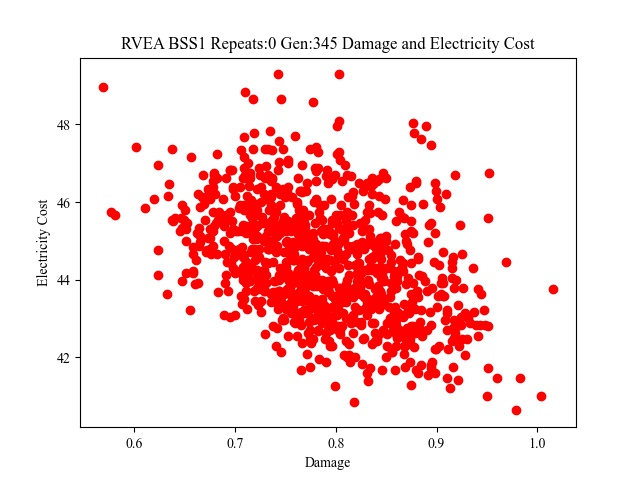 RVEA BSS1 Repeats:0 Gen:345 Damage and Electricity Cost
48
46
44
42
Electricity Cost
0.6 0.7 0.8 0.9 1.0
Damage